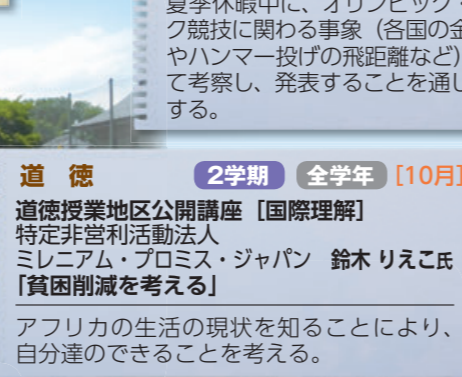 夏季休暇中に、オリンピック・
ク競技に関わる事象（各国の金
やハンマー投げの飛距離など）
て考察し、発表することを通し
する。
道徳 2学期 全学年 [10月]
道徳授業地区公開講座［国際理解］
特定非営利活動法人
ミレニアム・プロミス・ジャパン 鈴木 りえこ氏
「貧困削減を考える」
アフリカの生活の現状を知ることにより、
自分達のできることを考える。